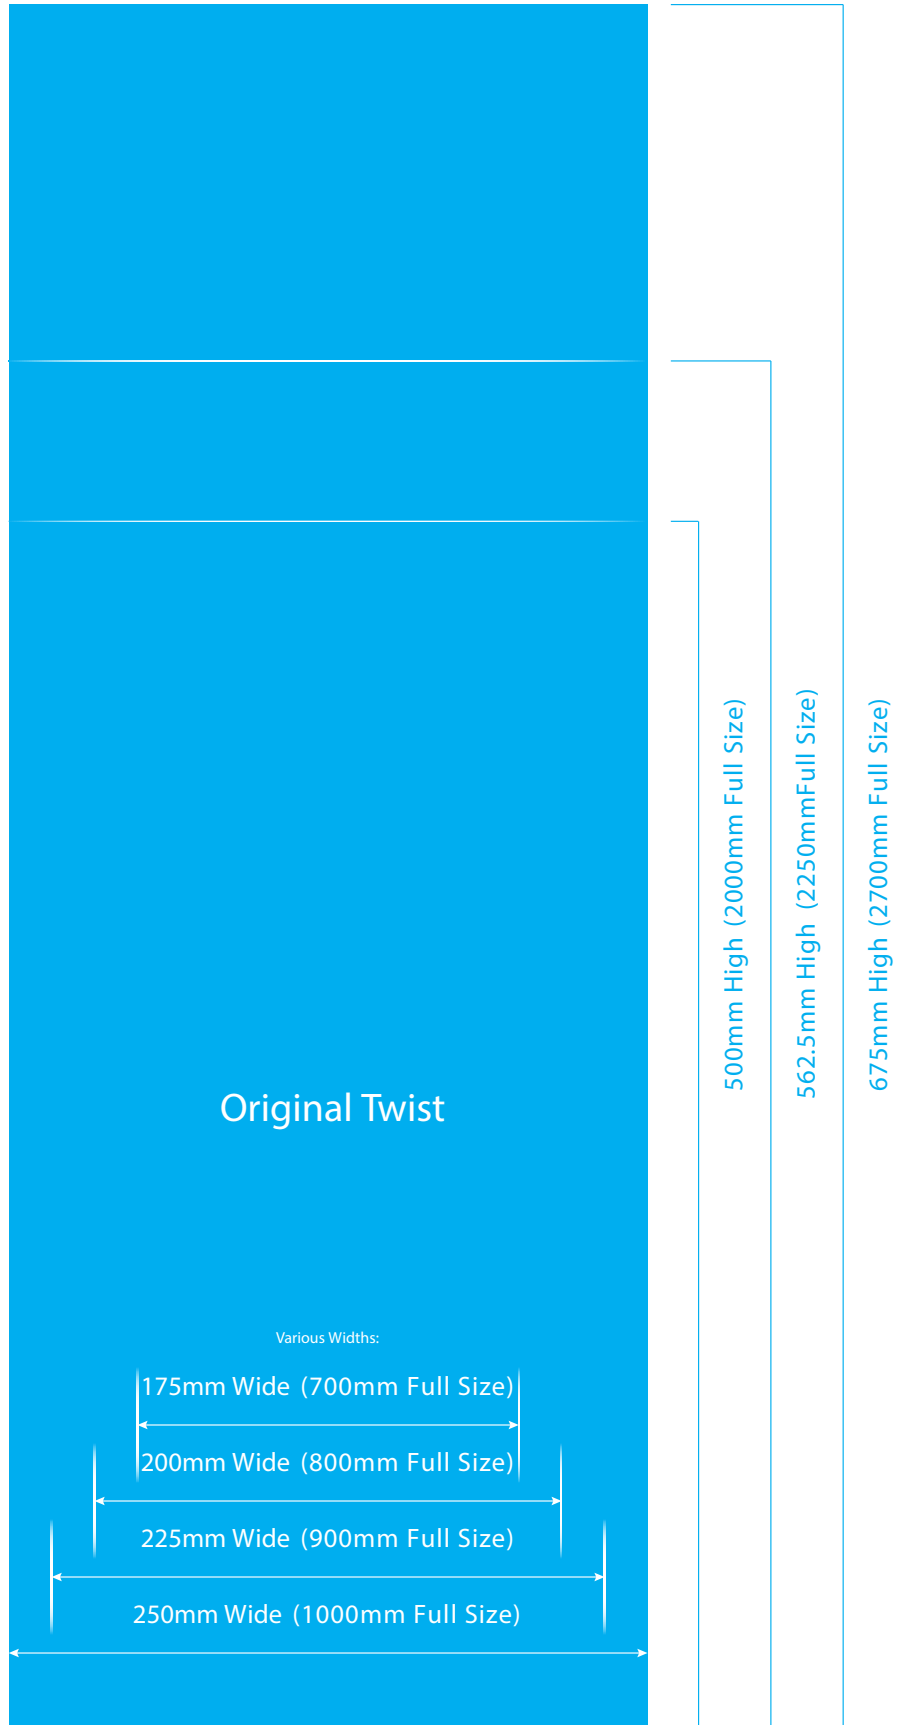 Original Twist
Various Widths:
175mm Wide (700mm Full Size)
200mm Wide (800mm Full Size)
225mm Wide (900mm Full Size)
250mm Wide (1000mm Full Size)
500mm High (2000mm Full Size)
562.5mm High (2250mmFull Size)
675mm High (2700mm Full Size)